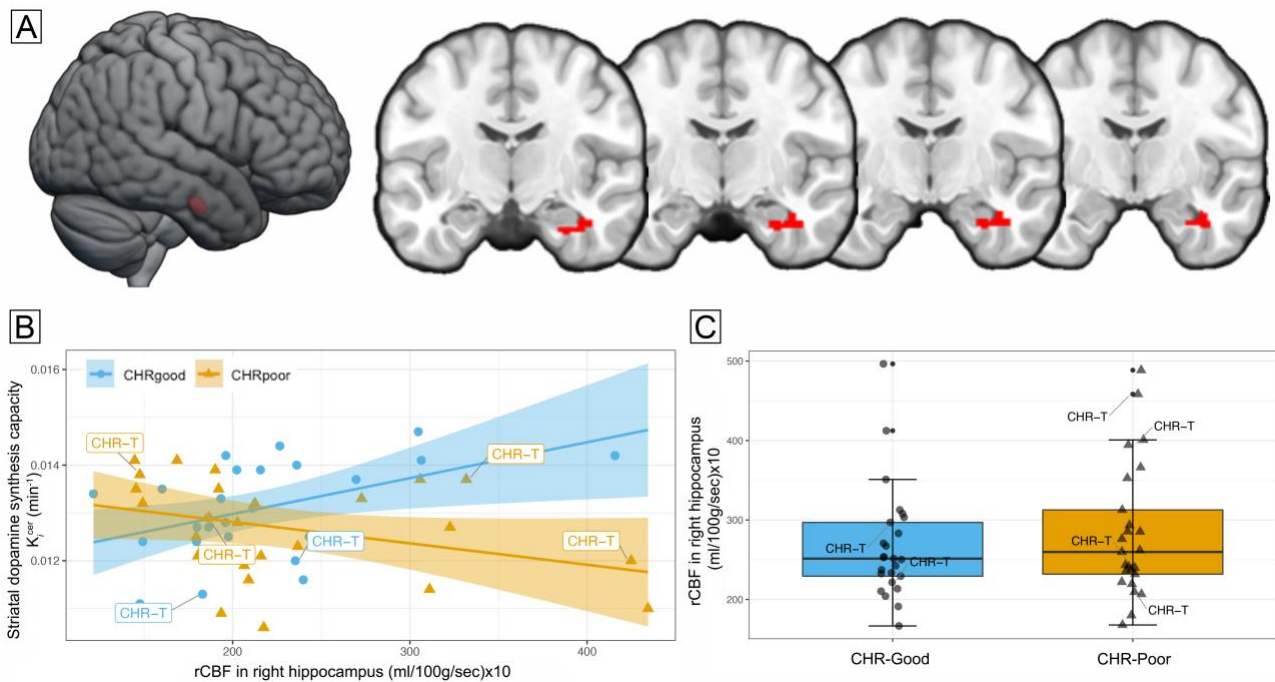 A
B
CHRgood
CHRpoor
0.016
0.014
0.012
CHR-T
CHR-T
CHR-T
CHR-T
CHR-T
CHR-T
200
300
400
rCBF in right hippocampus (ml/100g/sec)x10
Striatal dopamine synthesis capacity
Kicer (min-1)
C
500
400
300
200
CHR-T
CHR-T
CHR-T
CHR-T
CHR-T
CHR-T
CHR-Good
CHR-Poor
rCBF in right hippocampus
(ml/100g/sec)x10